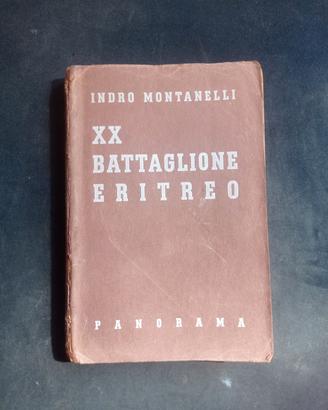 INDRO MONTANELLI
XX
BATTAGLIONE
ERITREO
PANORAMA